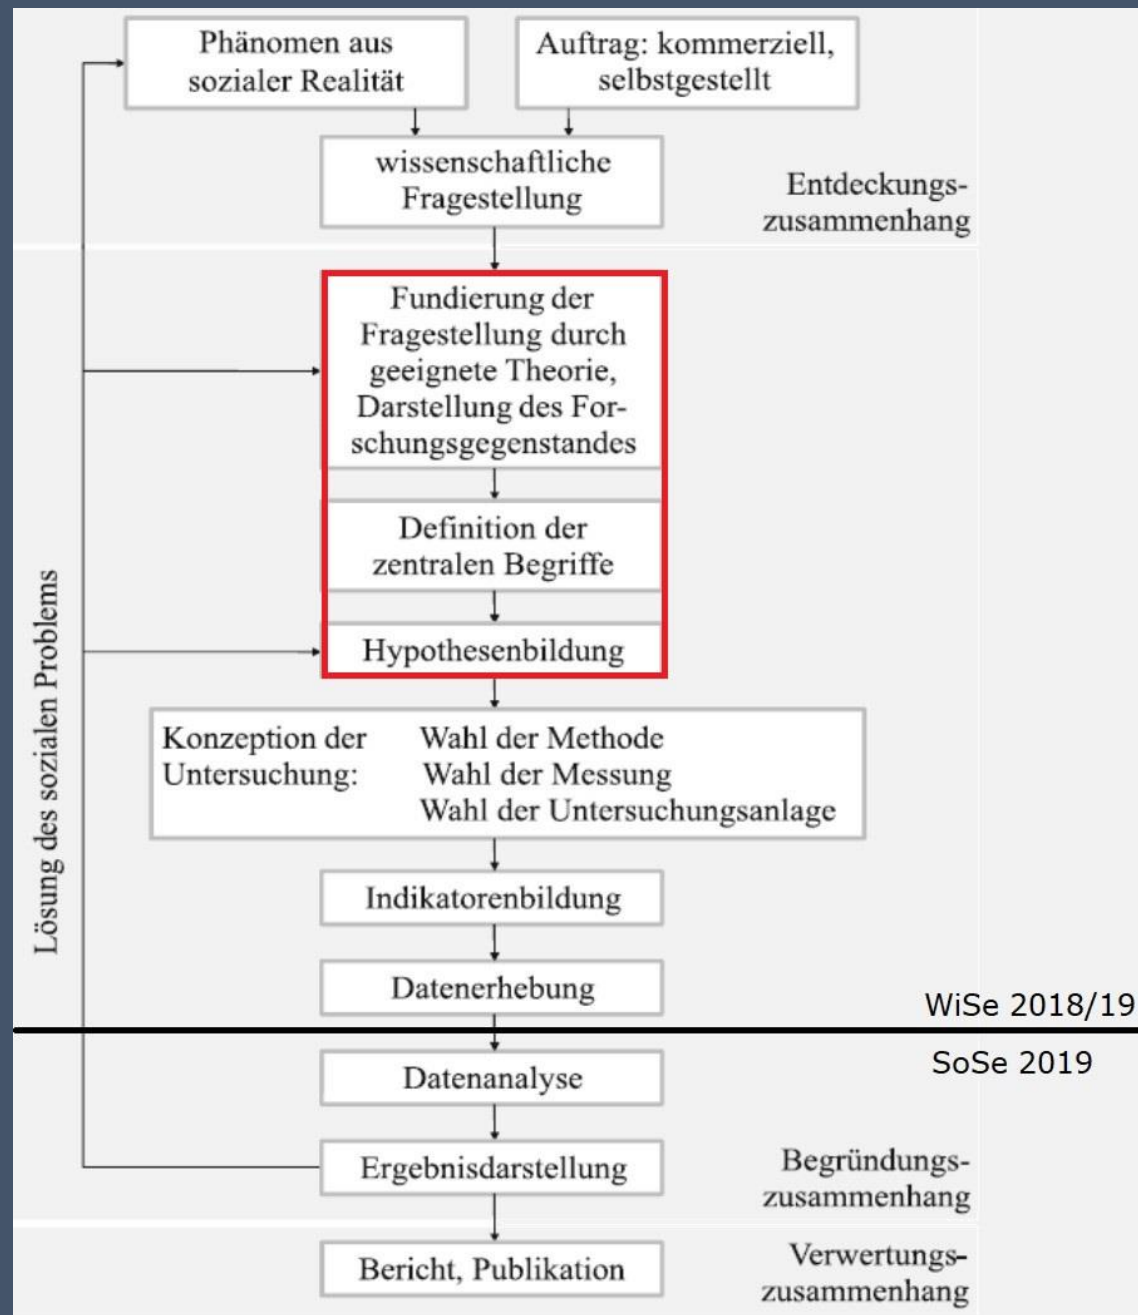 Phänomen aus
sozialer Realität
Auftrag: kommerziell,
selbstgestellt
wissenschaftliche
Fragestellung
Entdeckungs-
zusammenhang
Fundierung der
Fragestellung durch
geeignete Theorie,
Darstellung des For-
schungsgegenstandes
Definition der
zentralen Begriffe
Hypothesenbildung
Lösung des sozialen Problems
Konzeption der Wahl der Methode
Untersuchung: Wahl der Messung
Wahl der Untersuchungsanlage
Indikatorenbildung
Datenerhebung
WiSe 2018/19
SoSe 2019
Datenanalyse
Ergebnisdarstellung
Begründungs-
zusammenhang
Bericht, Publikation
Verwertungs-
zusammenhang